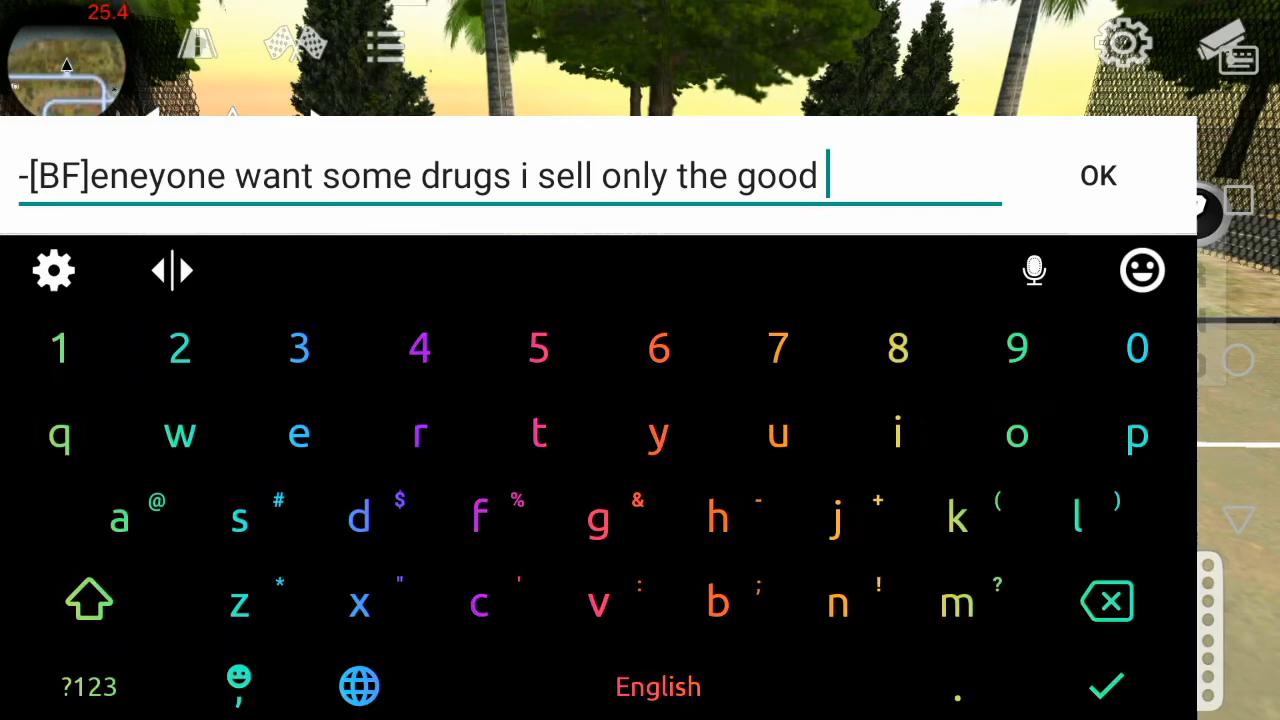 25.4
-[BF]eneyone want some drugs i sell only the good
OK
1 2 3 4 5 6 7 8 9 0
q w e r t y u i o p
a @ s # d $ f % g & h - j + k ( l )
z * x " c ' v : b ; n ! m ?
?123 , English .